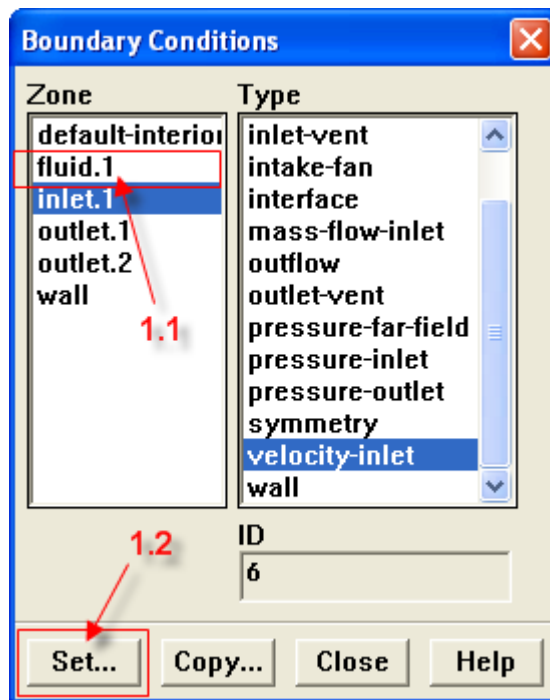 Boundary Conditions
Zone
Type
default-interior
fluid.1
inlet.1
outlet.1
outlet.2
wall
1.1
inlet-vent
intake-fan
interface
mass-flow-inlet
outflow
outlet-vent
pressure-far-field
pressure-inlet
pressure-outlet
symmetry
velocity-inlet
wall
1.2
ID
6
Set...
Copy...
Close
Help